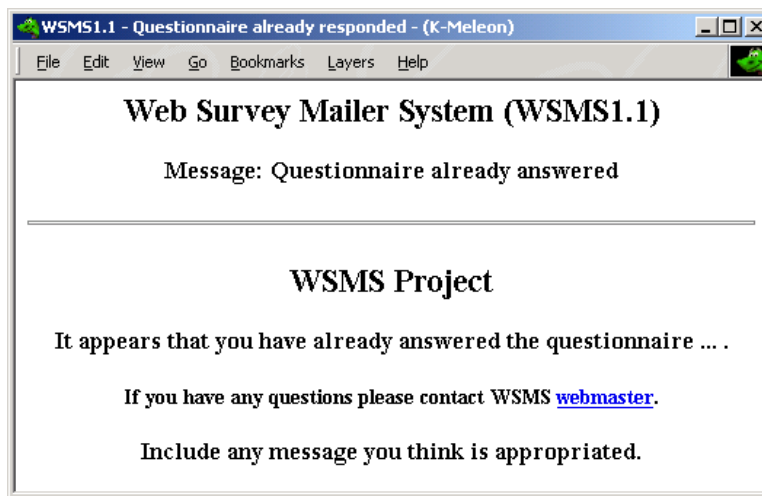 WSMS1.1 - Questionnaire already responded - (K-Meleon)
File Edit View Go Bookmarks Layers Help
Web Survey Mailer System (WSMS1.1)
Message: Questionnaire already answered
WSMS Project
It appears that you have already answered the questionnaire ... .
If you have any questions please contact WSMS webmaster.
Include any message you think is appropriated.